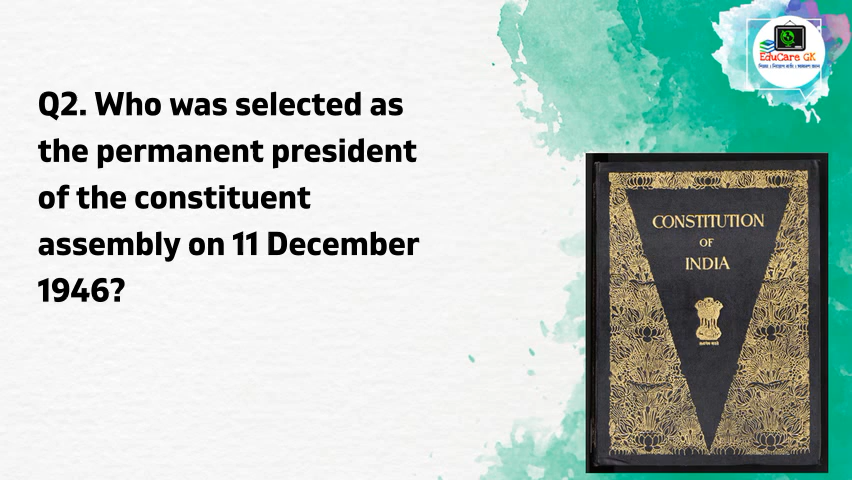 Q2. Who was selected as
the permanent president
of the constituent
assembly on 11 December
1946?
EduCare GK
CONSTITUTION
OF
INDIA